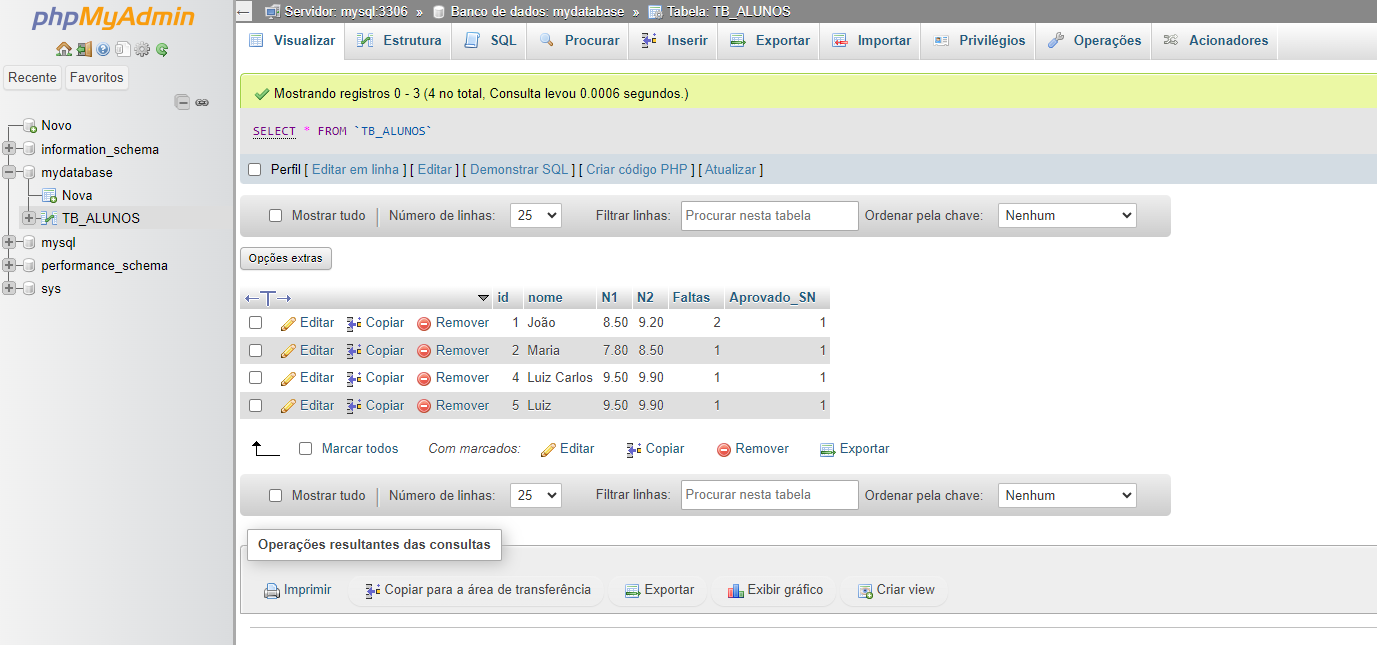 phpMyAdmin
Recente Favoritos
Novo
information_schema
mydatabase
Nova
TB_ALUNOS
mysql
performance_schema
sys
Servidor: mysql:3306 » Banco de dados: mydatabase » Tabela: TB_ALUNOS
Visualizar Estrutura SQL Procurar Inserir Exportar Importar Privilégios Operações Acionadores
Mostrando registros 0 - 3 (4 no total, Consulta levou 0.0006 segundos.)
SELECT * FROM `TB_ALUNOS`
Perfil [ Editar em linha ] [ Editar ] [ Demonstrar SQL ] [ Criar código PHP ] [ Atualizar ]
Mostrar tudo | Número de linhas: 25 Filtrar linhas: Procurar nesta tabela Ordenar pela chave: Nenhum
Opções extras
←T→ id nome N1 N2 Faltas Aprovado_SN
Editar Copiar Remover 1 João 8.50 9.20 2 1
Editar Copiar Remover 2 Maria 7.80 8.50 1 1
Editar Copiar Remover 4 Luiz Carlos 9.50 9.90 1 1
Editar Copiar Remover 5 Luiz 9.50 9.90 1 1
Marcar todos Com marcados: Editar Copiar Remover Exportar
Mostrar tudo | Número de linhas: 25 Filtrar linhas: Procurar nesta tabela Ordenar pela chave: Nenhum
Operações resultantes das consultas
Imprimir Copiar para a área de transferência Exportar Exibir gráfico Criar view